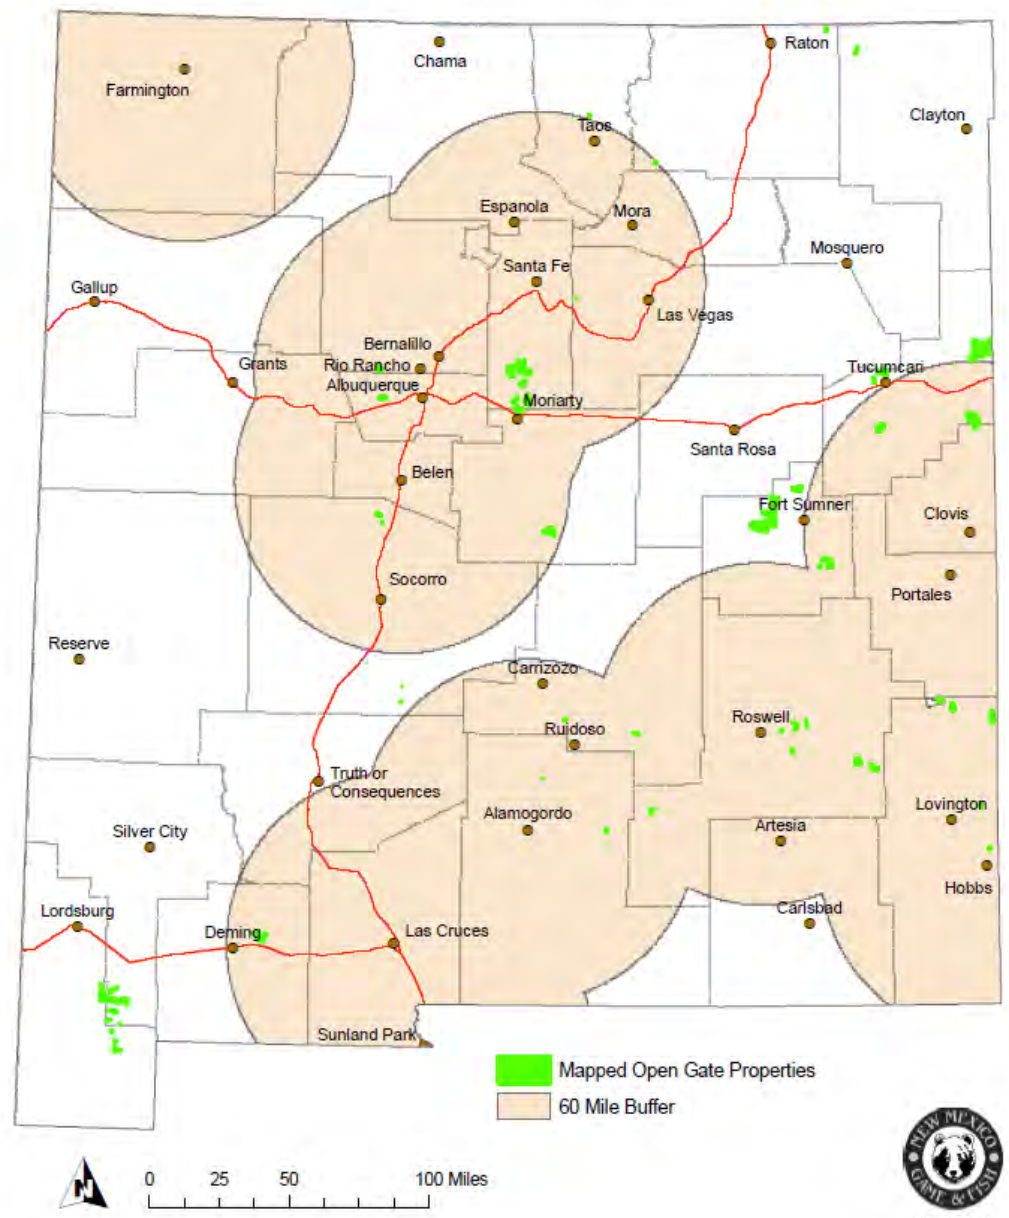 Raton
Chama
Farmington
Clayton
Taos
Espanola
Mora
Mosquero
Santa Fe
Gallup
Las Vegas
Bernalillo
Grants
Rio Rancho
Tucumcari
Albuquerque
Moriarty
Santa Rosa
Belen
Fort Sumner
Clovis
Socorro
Portales
Reserve
Carrizozo
Roswell
Ruidoso
Truth or
Consequences
Lovington
Alamogordo
Artesia
Silver City
Hobbs
Carlsbad
Lordsburg
Deming
Las Cruces
Sunland Park
Mapped Open Gate Properties
60 Mile Buffer
NEW MEXICO
GAME & FISH
N
0 25 50 100 Miles